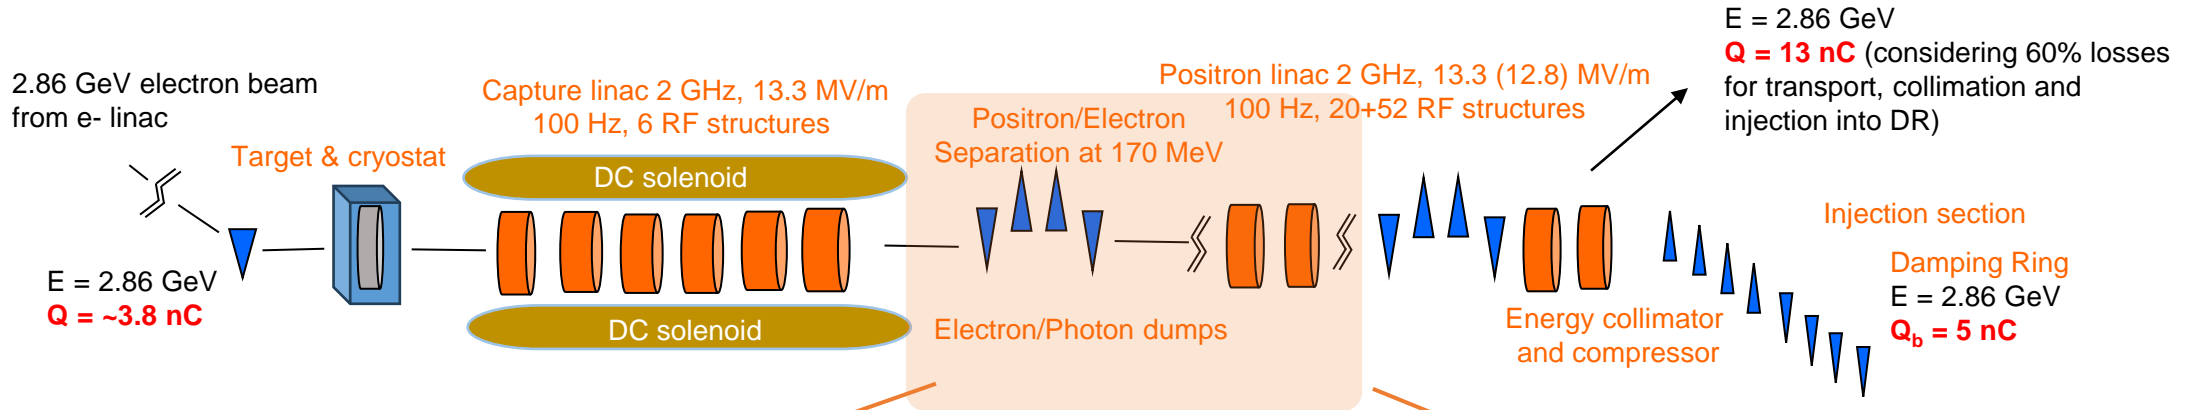 2.86 GeV electron beam
from e- linac
Target & cryostat
E = 2.86 GeV
Q = ~3.8 nC
Capture linac 2 GHz, 13.3 MV/m
100 Hz, 6 RF structures
DC solenoid
DC solenoid
Positron/Electron
Separation at 170 MeV
Electron/Photon dumps
Positron linac 2 GHz, 13.3 (12.8) MV/m
100 Hz, 20+52 RF structures
E = 2.86 GeV
Q = 13 nC (considering 60% losses
for transport, collimation and
injection into DR)
Energy collimator
and compressor
Injection section
Damping Ring
E = 2.86 GeV
Qb = 5 nC